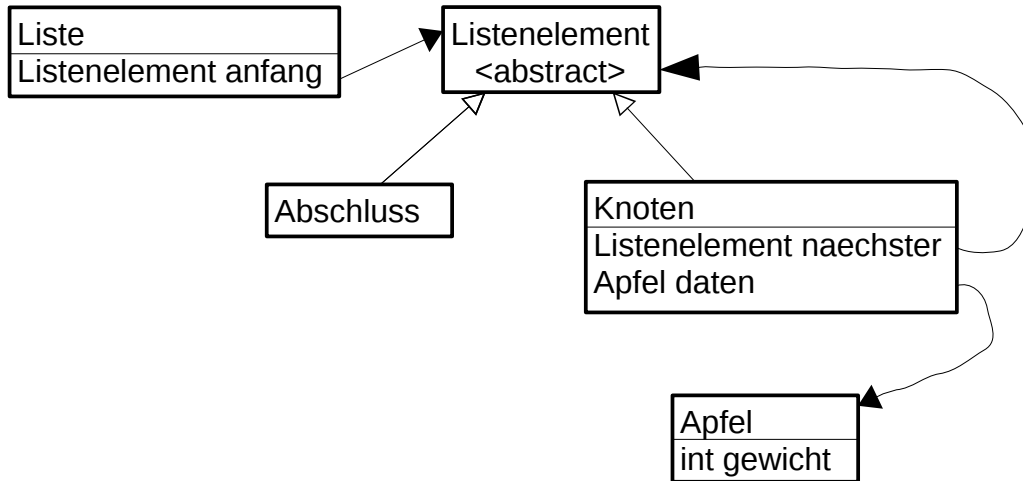 Liste
Listenelement anfang
Listenelement
<abstract>
Abschluss
Knoten
Listenelement naechster
Apfel daten
Apfel
int gewicht